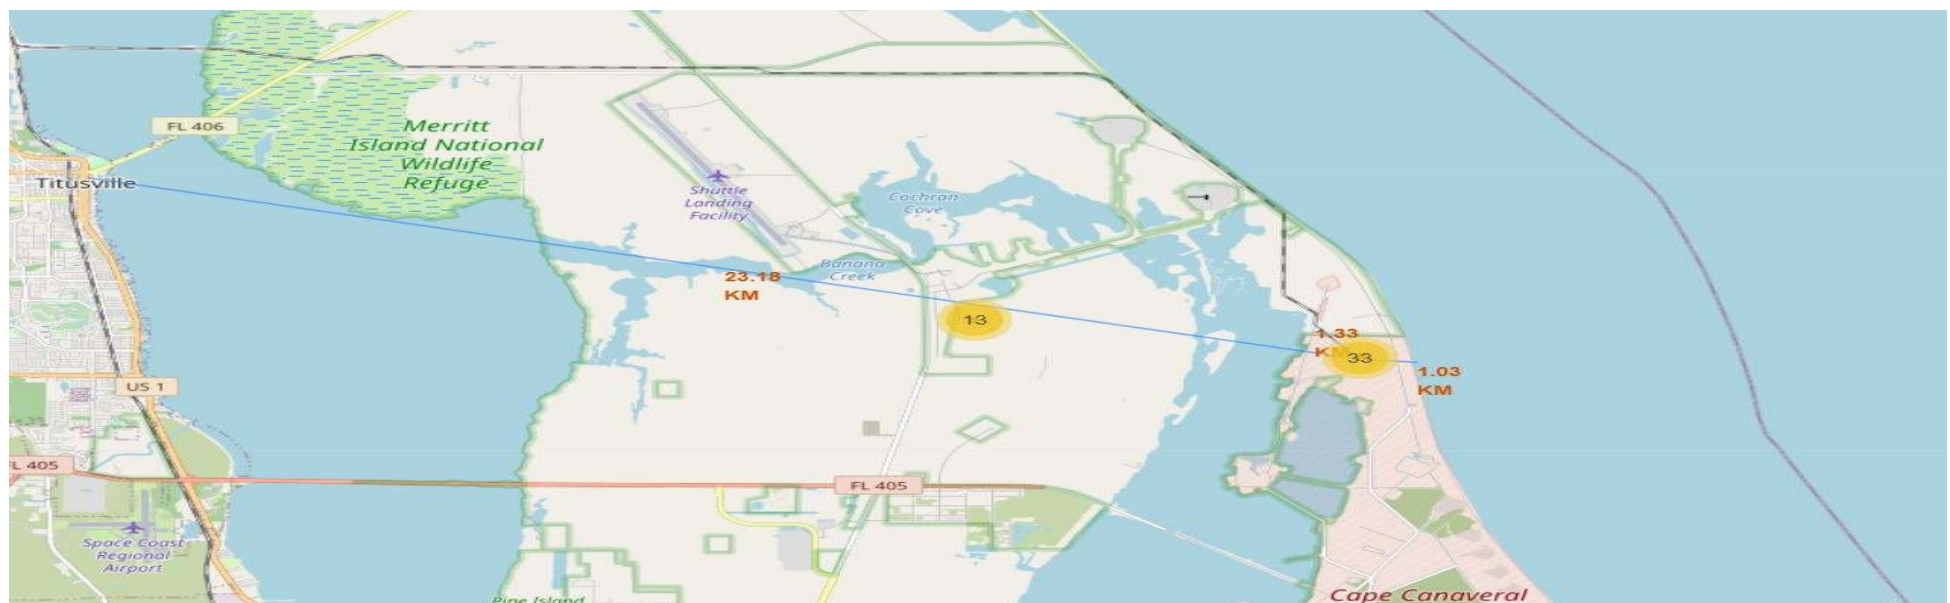 FL 406
Merritt
Island National
Wildlife
Refuge
Titusville
Shuttle
Landing
Facility
Cochran
Cove
Banana
Creek
23.18
KM
13
1.33
KM
33
1.03
KM
US 1
FL 405
FL 405
Space Coast
Regional
Airport
Pine Island
Cape Canaveral